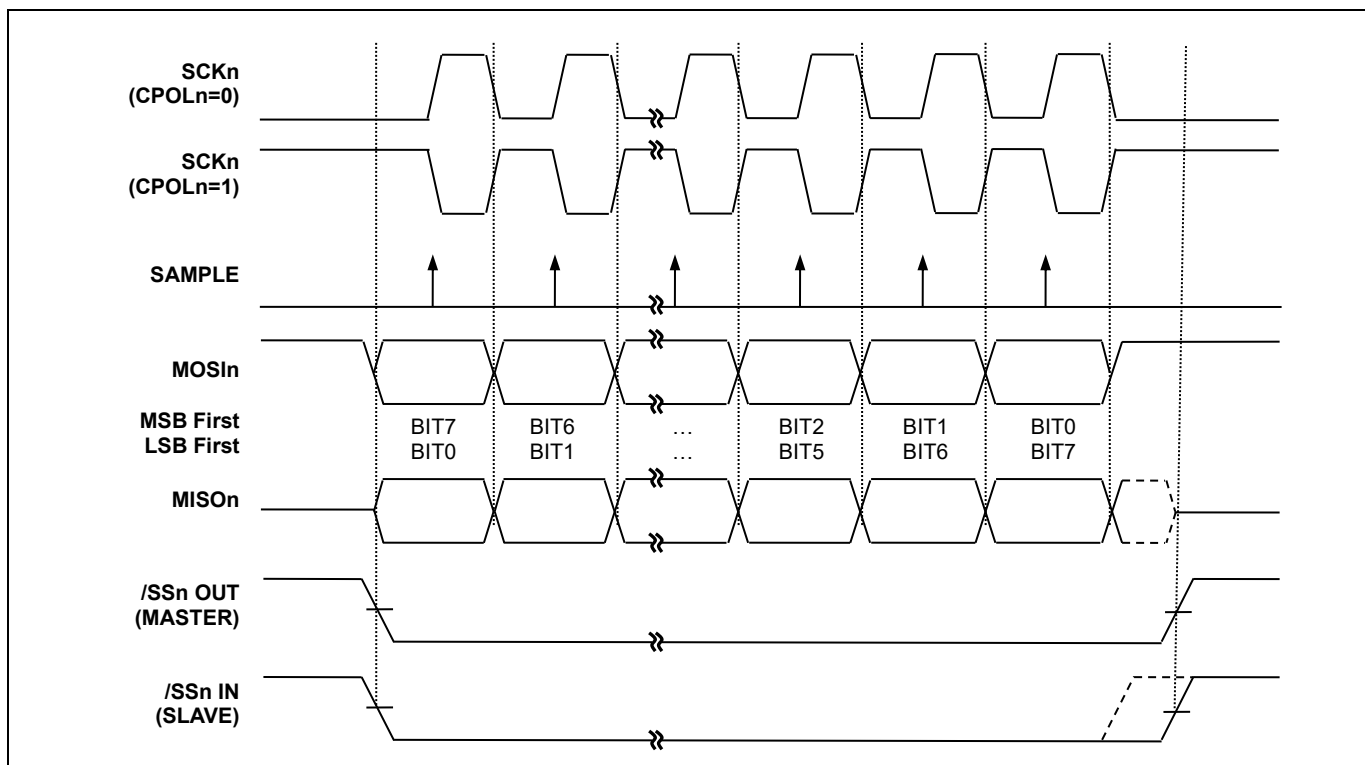 SCKn
(CPOLn=0)
SCKn
(CPOLn=1)
SAMPLE
MOSIn
MSB First BIT7 BIT6 … BIT2 BIT1 BIT0
LSB First BIT0 BIT1 … BIT5 BIT6 BIT7
MISOn
/SSn OUT
(MASTER)
/SSn IN
(SLAVE)